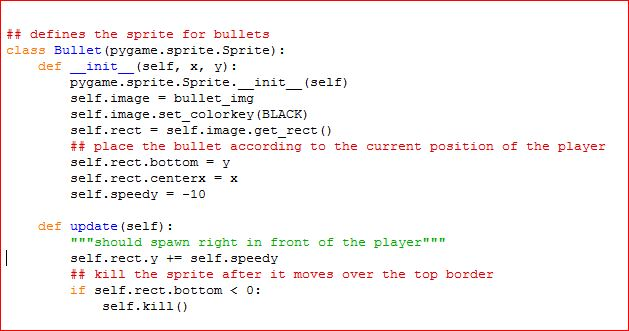 ## defines the sprite for bullets
class Bullet(pygame.sprite.Sprite):
    def __init__(self, x, y):
        pygame.sprite.Sprite.__init__(self)
        self.image = bullet_img
        self.image.set_colorkey(BLACK)
        self.rect = self.image.get_rect()
        ## place the bullet according to the current position of the player
        self.rect.bottom = y
        self.rect.centerx = x
        self.speedy = -10

    def update(self):
        """should spawn right in front of the player"""
        self.rect.y += self.speedy
        ## kill the sprite after it moves over the top border
        if self.rect.bottom < 0:
            self.kill()